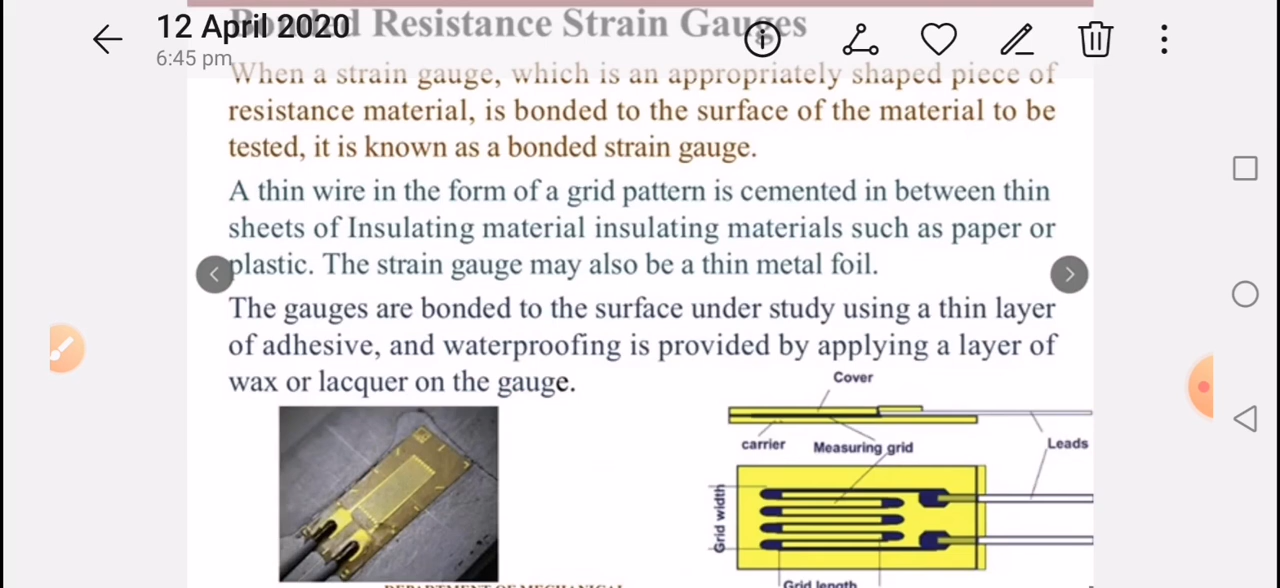 Bonded Resistance Strain Gauges
12 April 2020
6:45 pm
When a strain gauge, which is an appropriately shaped piece of
resistance material, is bonded to the surface of the material to be
tested, it is known as a bonded strain gauge.
A thin wire in the form of a grid pattern is cemented in between thin
sheets of Insulating material insulating materials such as paper or
plastic. The strain gauge may also be a thin metal foil.
The gauges are bonded to the surface under study using a thin layer
of adhesive, and waterproofing is provided by applying a layer of
wax or lacquer on the gauge.
Cover
carrier
Measuring grid
Leads
Grid width
Grid length
DEPARTMENT OF MECHANICAL